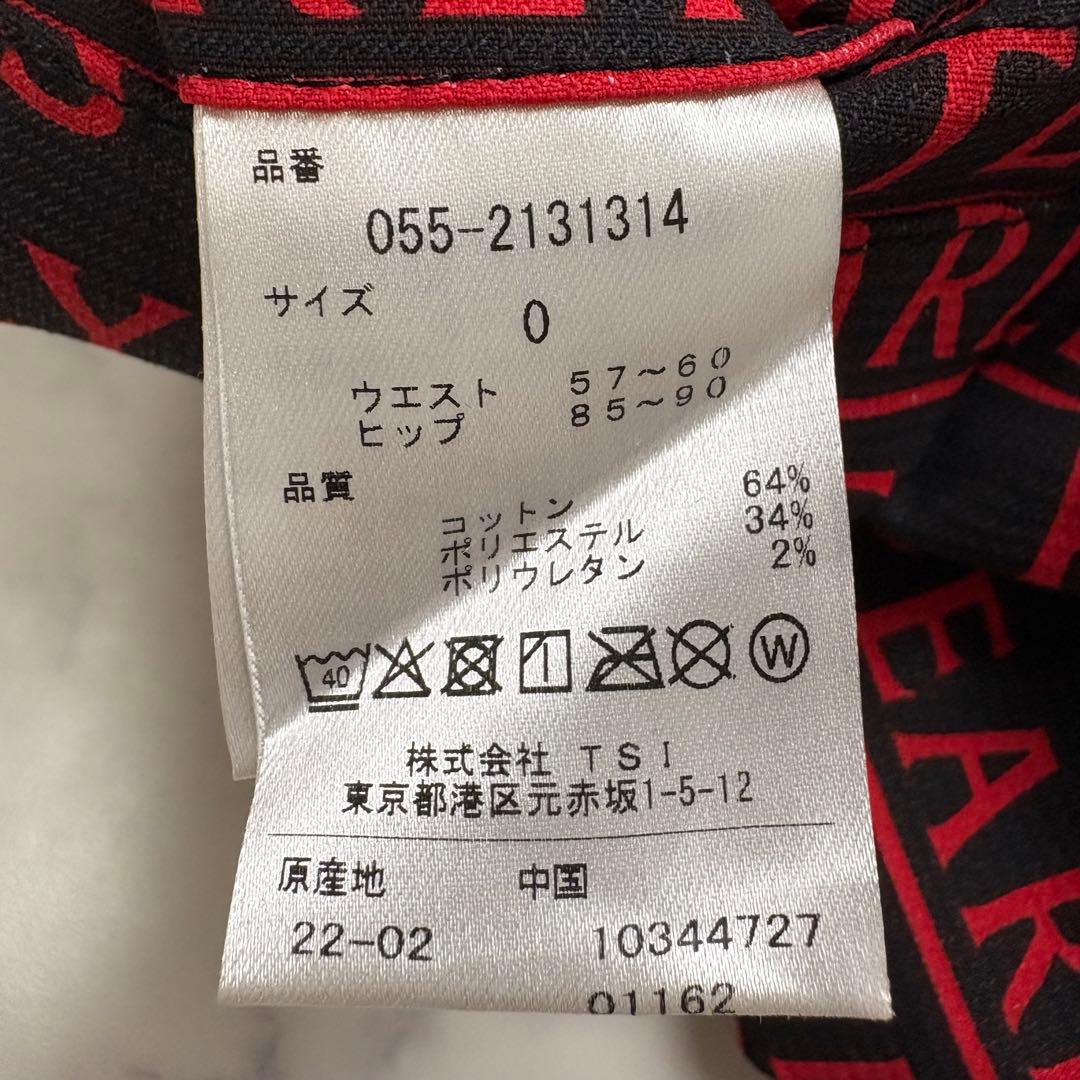 品番
055-2131314
サイズ
0
ウエスト 57～60
ヒップ 85～90
品質
コットン 64%
ポリエステル 34%
ポリウレタン 2%
40
W
株式会社 TSI
東京都港区元赤坂1-5-12
原産地 中国
22-02 10344727
01162
EAR